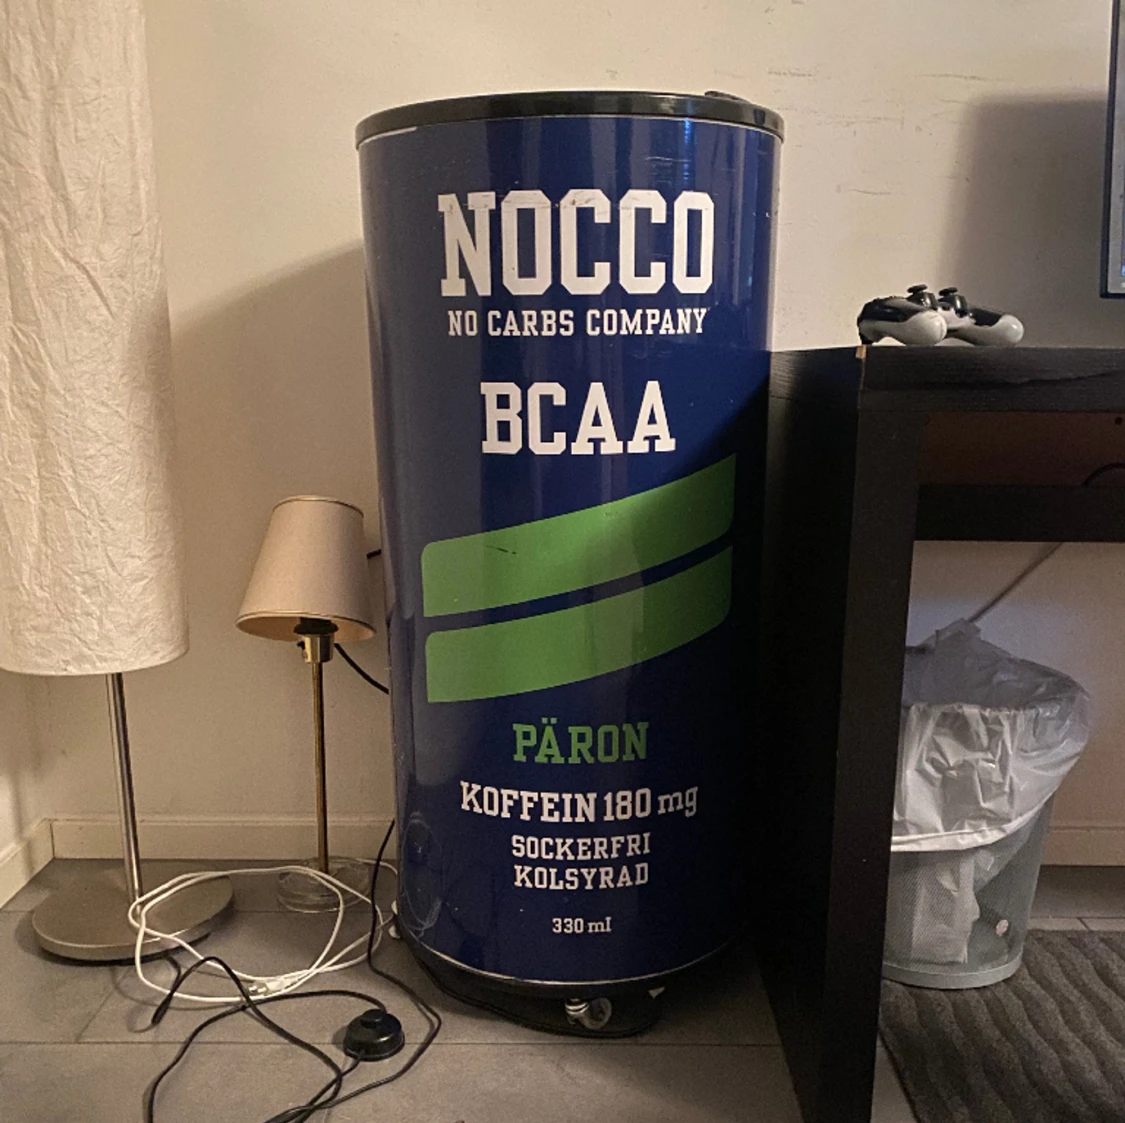 NOCCO
NO CARBS COMPANY
BCAA
PÄRON
KOFFEIN 180 mg
SOCKERFRI
KOLSYRAD
330 ml